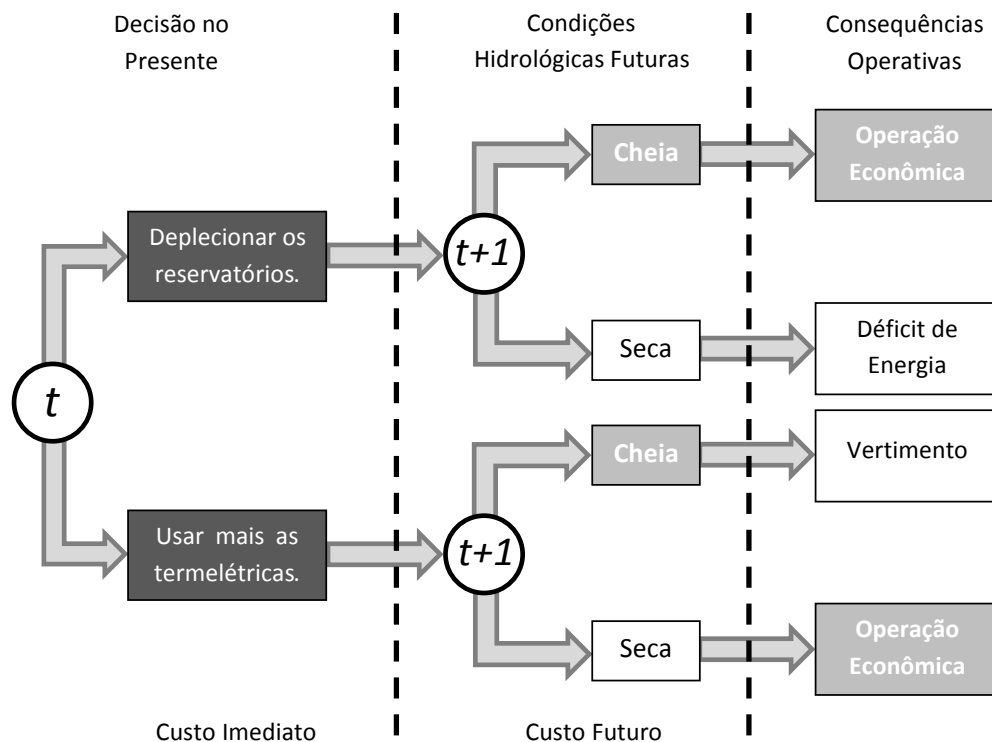 Decisão no
Presente
Condições
Hidrológicas Futuras
Consequências
Operativas
Cheia
Operação
Econômica
Deplecionar os
reservatórios.
t+1
Seca
Déficit de
Energia
t
Cheia
Vertimento
Usar mais as
termelétricas.
t+1
Seca
Operação
Econômica
Custo Imediato
Custo Futuro